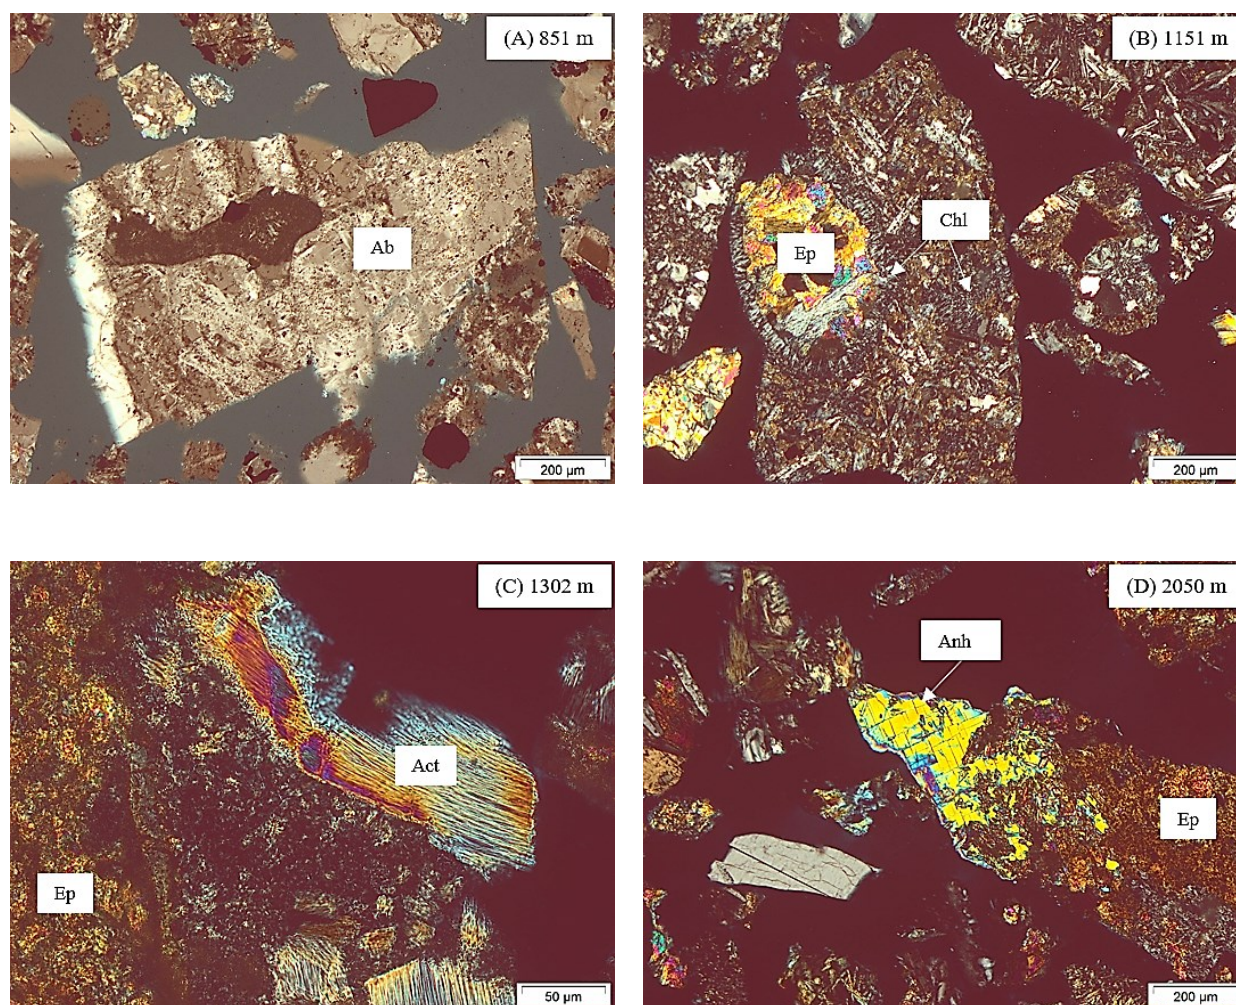 (A) 851 m
Ab
200 µm
(B) 1151 m
Chl
Ep
200 µm
(C) 1302 m
Act
Ep
50 µm
(D) 2050 m
Anh
Ep
200 µm